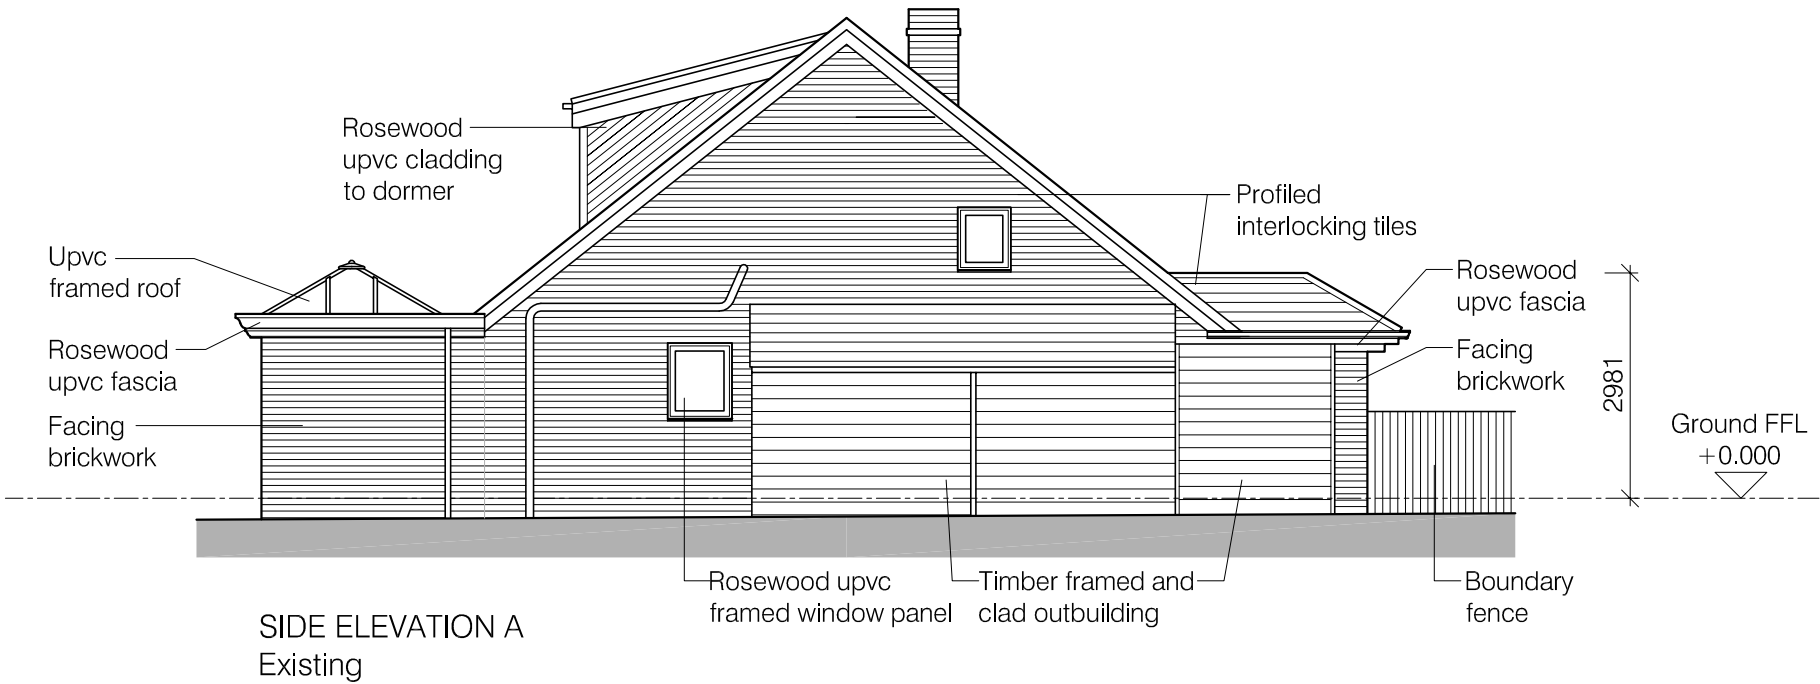 Rosewood
upvc cladding
to dormer
Profiled
interlocking tiles
Upvc
framed roof
Rosewood
upvc fascia
Rosewood
upvc fascia
Facing
brickwork
Facing
brickwork
2981
Ground FFL
+0.000
Rosewood upvc
framed window panel
Timber framed and
clad outbuilding
Boundary
fence
SIDE ELEVATION A
Existing